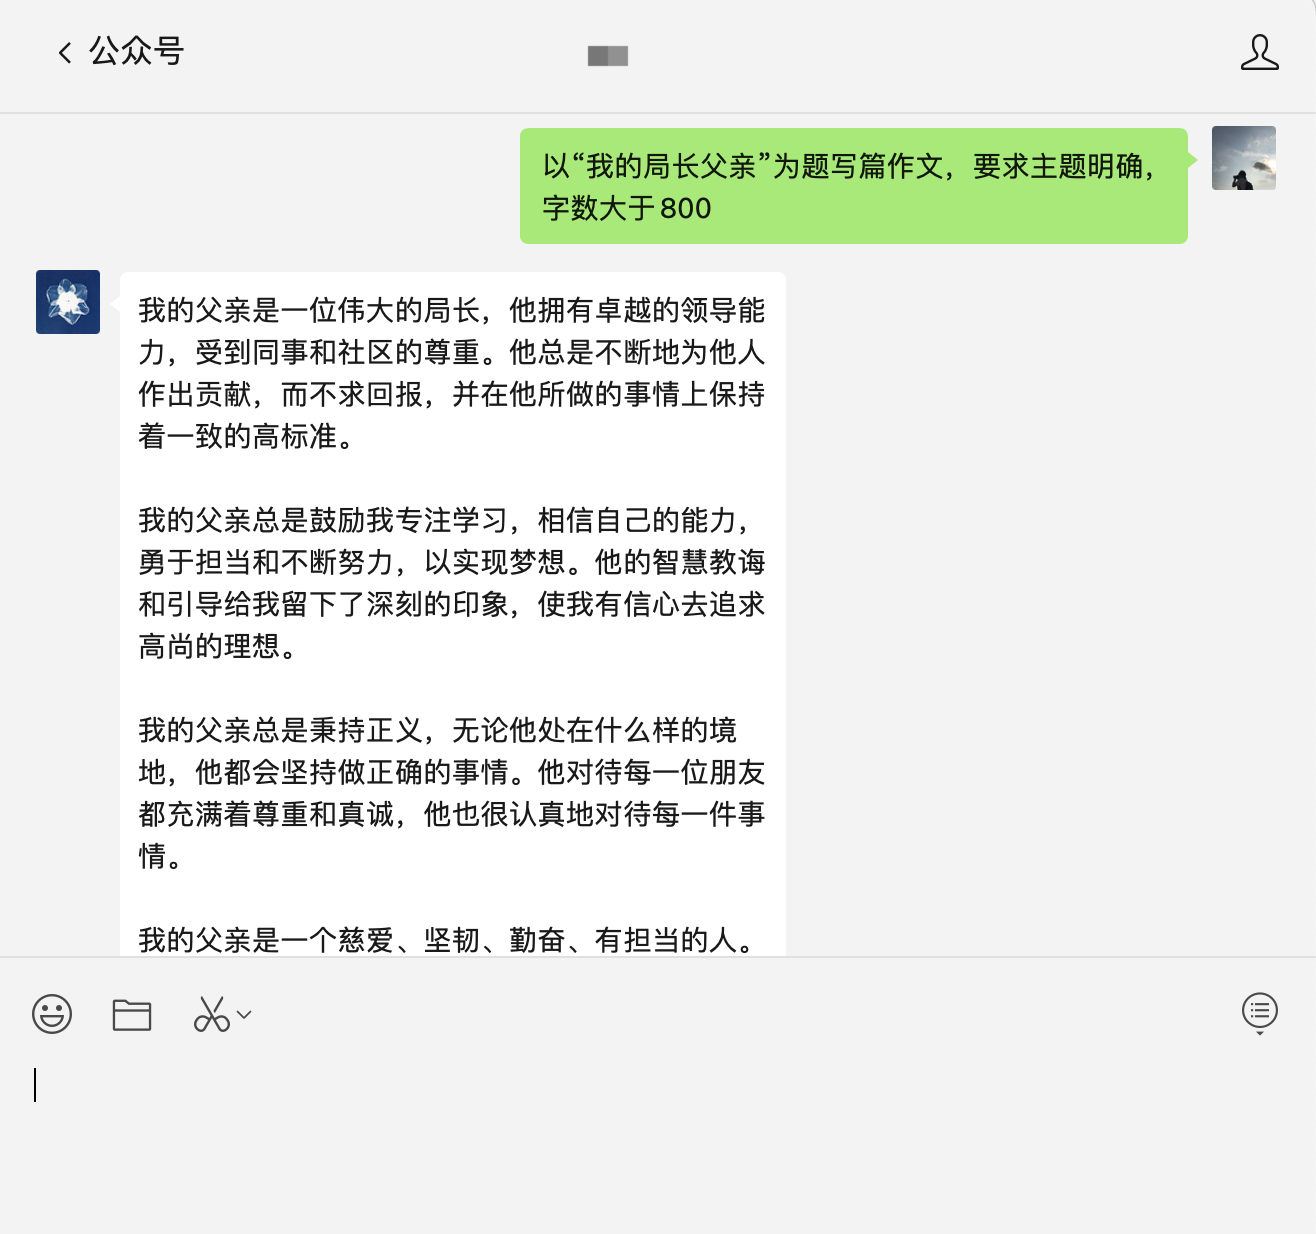 公众号
以“我的局长父亲”为题写篇作文，要求主题明确，
字数大于800
我的父亲是一位伟大的局长，他拥有卓越的领导能
力，受到同事和社区的尊重。他总是不断地为他人
作出贡献，而不求回报，并在他所做的事情上保持
着一致的高标准。
我的父亲总是鼓励我专注学习，相信自己的能力，
勇于担当和不断努力，以实现梦想。他的智慧教诲
和引导给我留下了深刻的印象，使我有信心去追求
高尚的理想。
我的父亲总是秉持正义，无论他处在什么样的境
地，他都会坚持做正确的事情。他对待每一位朋友
都充满着尊重和真诚，他也很认真地对待每一件事
情。
我的父亲是一个慈爱、坚韧、勤奋、有担当的人。